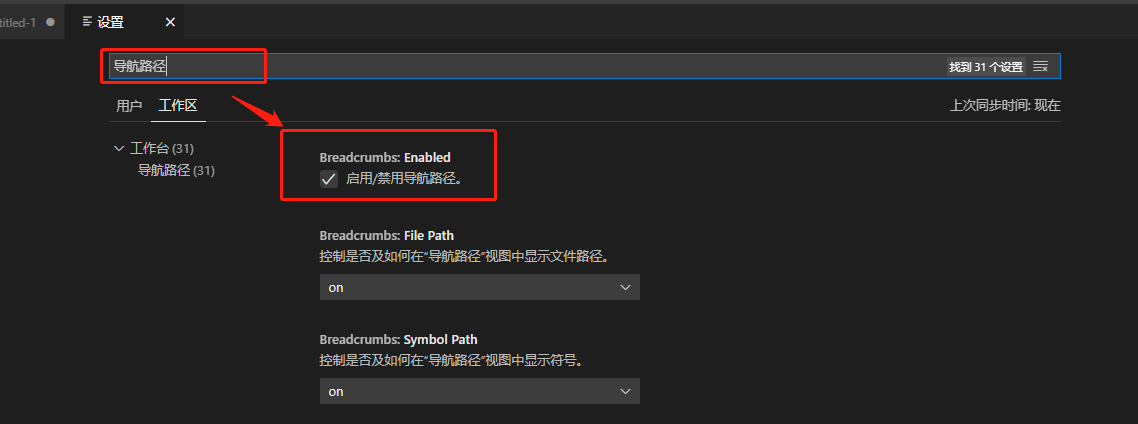 titled-1 设置
导航路径 找到 31 个设置
用户 工作区 上次同步时间: 现在
工作台 (31)
导航路径 (31)
Breadcrumbs: Enabled
启用/禁用导航路径。
Breadcrumbs: File Path
控制是否及如何在“导航路径”视图中显示文件路径。
on
Breadcrumbs: Symbol Path
控制是否及如何在“导航路径”视图中显示符号。
on